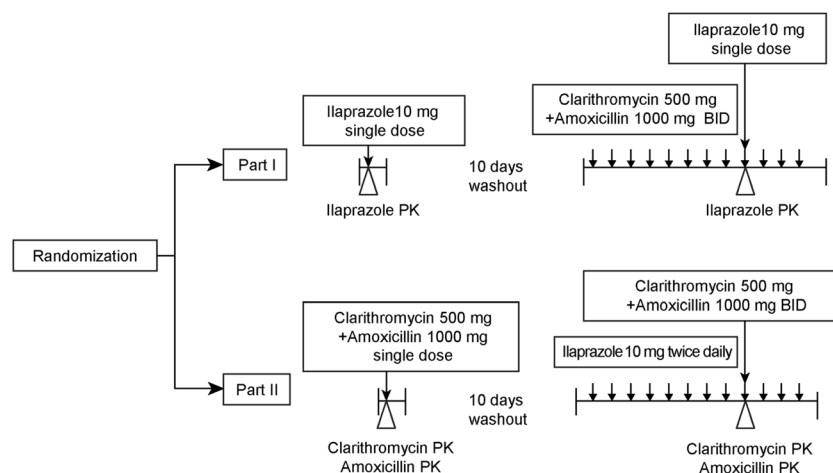 Ilaprazole10 mg
single dose
Ilaprazole10 mg
single dose
Clarithromycin 500 mg
+Amoxicillin 1000 mg  BID
Part I
10 days
washout
Ilaprazole PK
Ilaprazole PK
Randomization
Clarithromycin 500 mg
+Amoxicillin 1000 mg
single dose
Clarithromycin 500 mg
+Amoxicillin 1000 mg BID
Ilaprazole 10 mg twice daily
Part II
10 days
washout
Clarithromycin PK
Amoxicillin PK
Clarithromycin PK
Amoxicillin PK